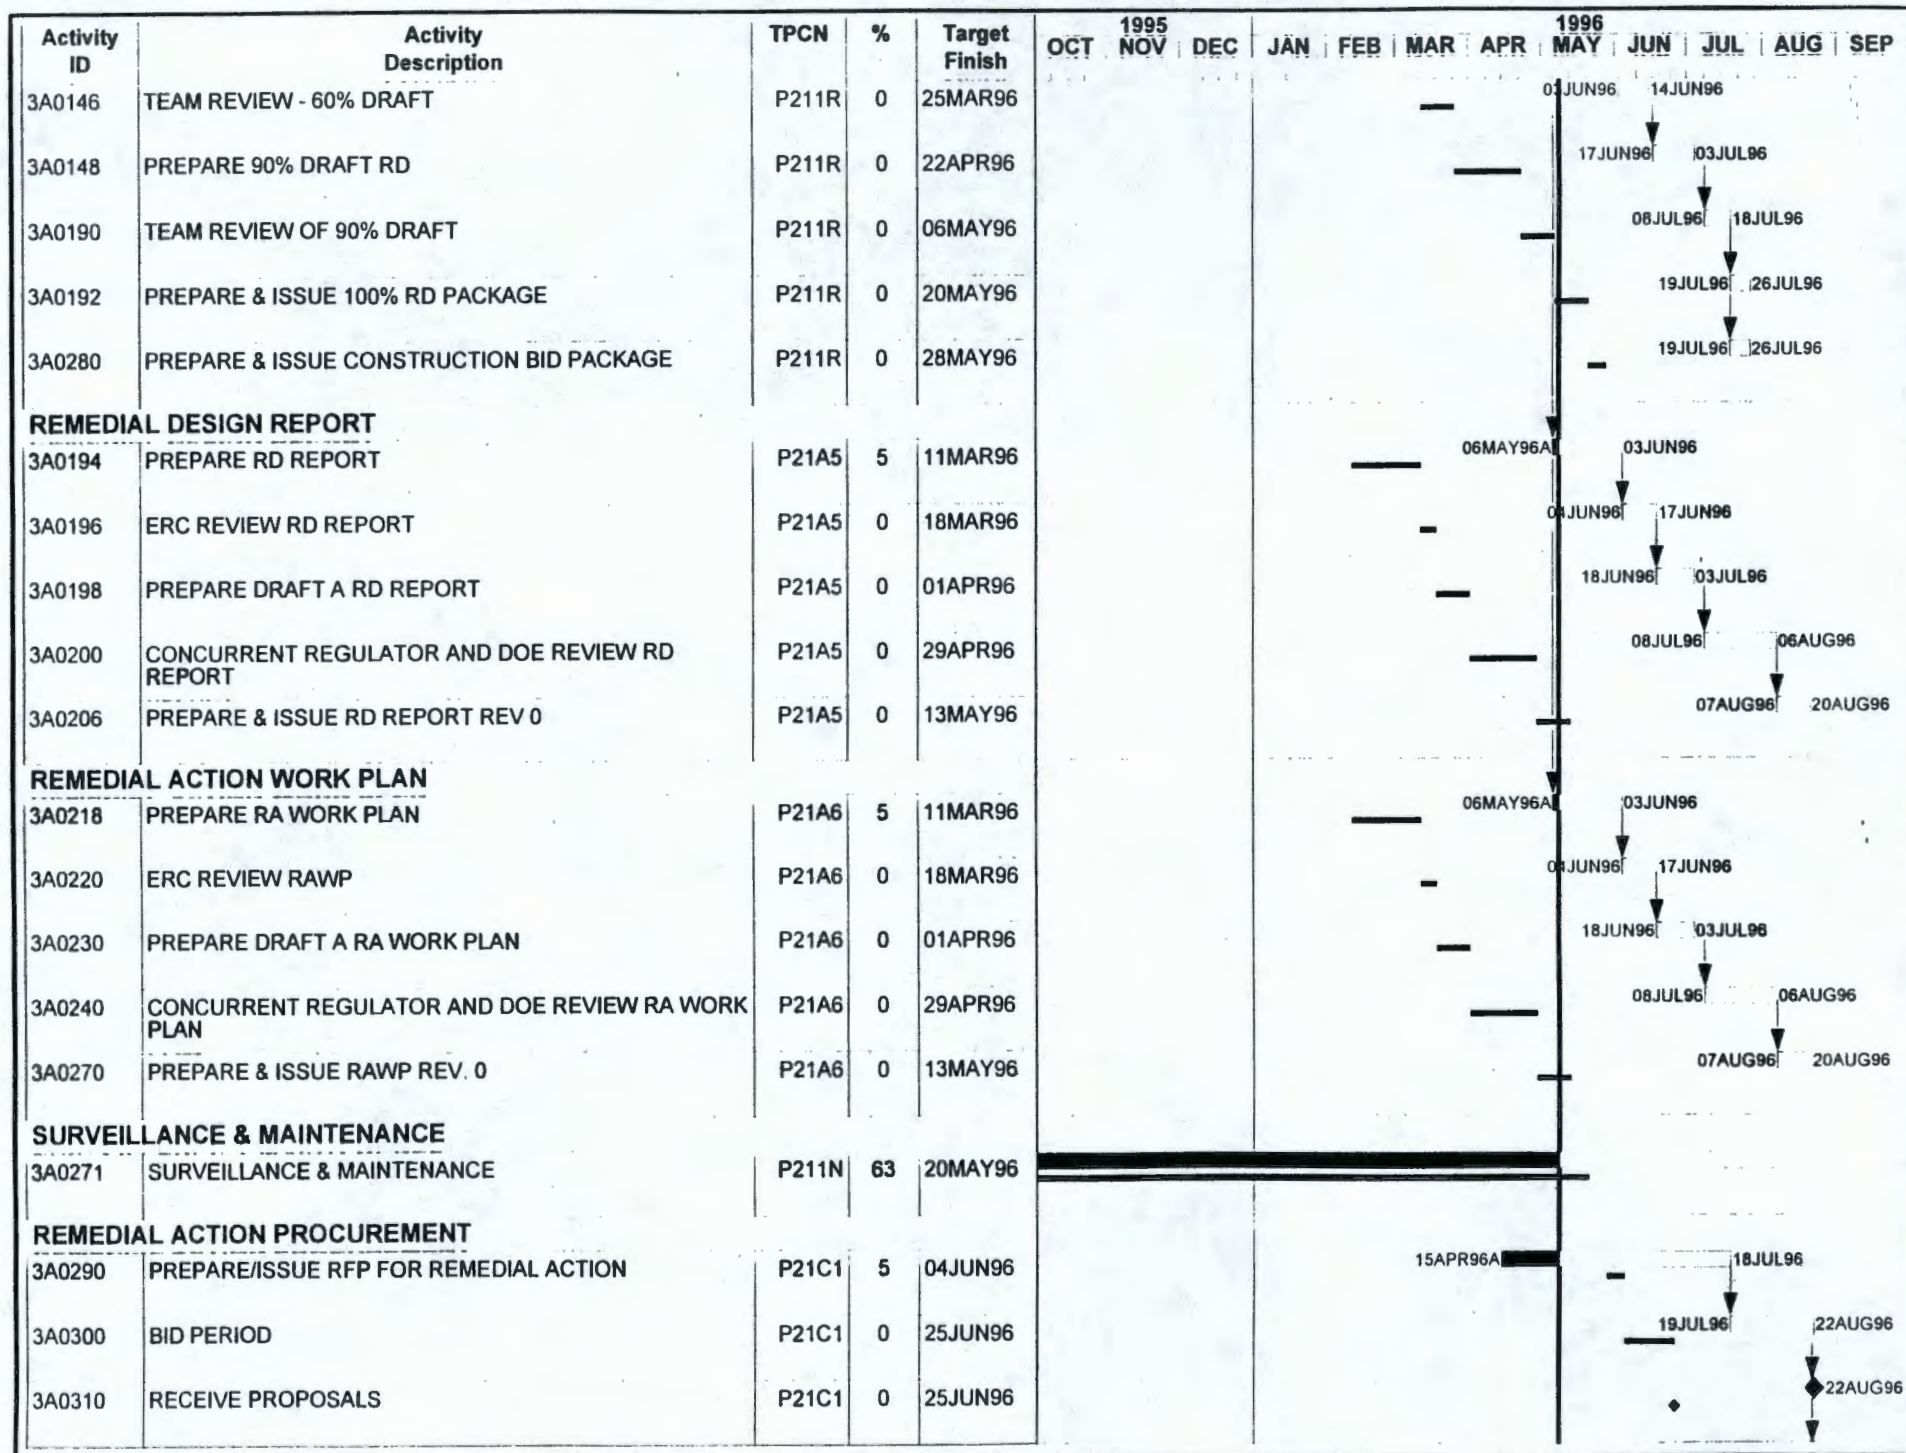 Activity ID Activity Description TPCN % Target Finish 1995 OCT NOV DEC 1996 JAN FEB MAR APR MAY JUN JUL AUG SEP
3A0146 TEAM REVIEW - 60% DRAFT P211R 0 25MAR96 03JUN96 14JUN96
3A0148 PREPARE 90% DRAFT RD P211R 0 22APR96 17JUN96 03JUL96
3A0190 TEAM REVIEW OF 90% DRAFT P211R 0 06MAY96 08JUL96 18JUL96
3A0192 PREPARE & ISSUE 100% RD PACKAGE P211R 0 20MAY96 19JUL96 26JUL96
3A0280 PREPARE & ISSUE CONSTRUCTION BID PACKAGE P211R 0 28MAY96 19JUL96 26JUL96
REMEDIAL DESIGN REPORT
3A0194 PREPARE RD REPORT P21A5 5 11MAR96 06MAY96A 03JUN96
3A0196 ERC REVIEW RD REPORT P21A5 0 18MAR96 04JUN96 17JUN96
3A0198 PREPARE DRAFT A RD REPORT P21A5 0 01APR96 18JUN96 03JUL96
3A0200 CONCURRENT REGULATOR AND DOE REVIEW RD P21A5 0 29APR96 08JUL96 06AUG96
REPORT
3A0206 PREPARE & ISSUE RD REPORT REV 0 P21A5 0 13MAY96 07AUG96 20AUG96
REMEDIAL ACTION WORK PLAN
3A0218 PREPARE RA WORK PLAN P21A6 5 11MAR96 06MAY96A 03JUN96
3A0220 ERC REVIEW RAWP P21A6 0 18MAR96 04JUN96 17JUN96
3A0230 PREPARE DRAFT A RA WORK PLAN P21A6 0 01APR96 18JUN96 03JUL96
3A0240 CONCURRENT REGULATOR AND DOE REVIEW RA WORK P21A6 0 29APR96 08JUL96 06AUG96
PLAN
3A0270 PREPARE & ISSUE RAWP REV. 0 P21A6 0 13MAY96 07AUG96 20AUG96
SURVEILLANCE & MAINTENANCE
3A0271 SURVEILLANCE & MAINTENANCE P211N 63 20MAY96
REMEDIAL ACTION PROCUREMENT
3A0290 PREPARE/ISSUE RFP FOR REMEDIAL ACTION P21C1 5 04JUN96 15APR96A 18JUL96
3A0300 BID PERIOD P21C1 0 25JUN96 19JUL96 22AUG96
3A0310 RECEIVE PROPOSALS P21C1 0 25JUN96 22AUG96